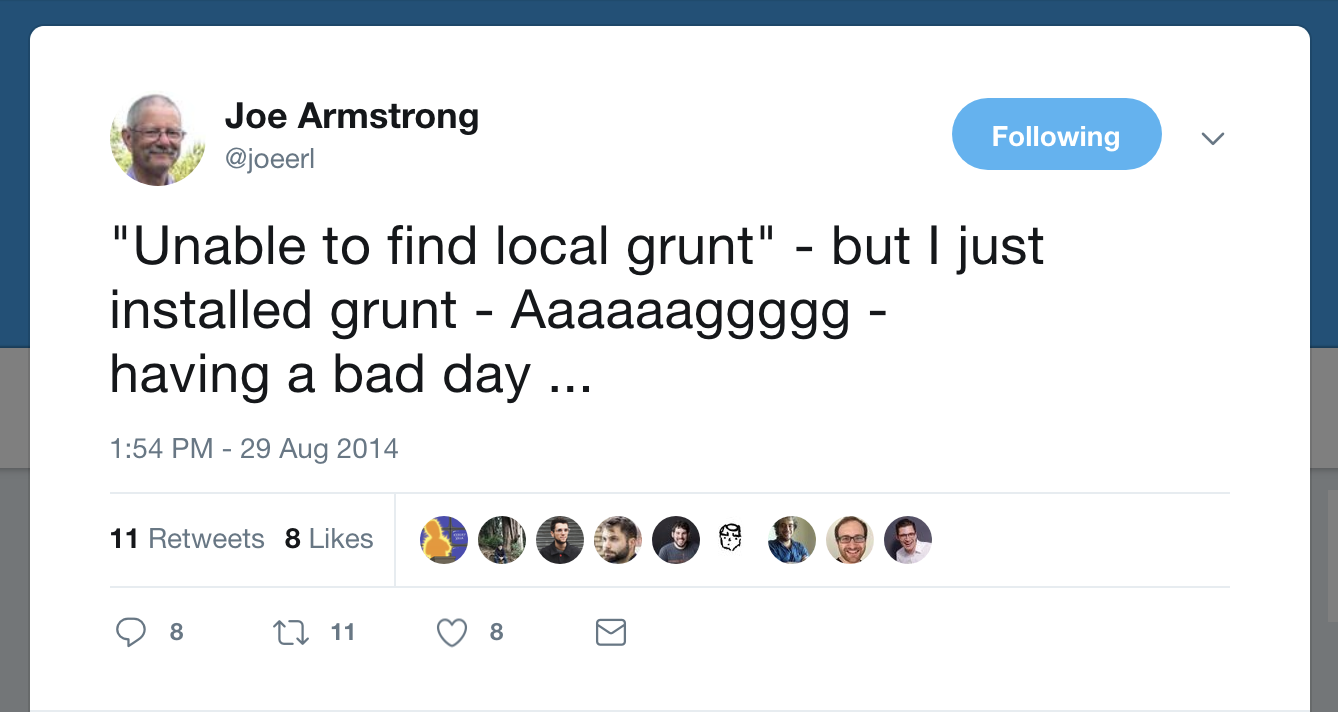 Joe Armstrong
@joeerl
Following
"Unable to find local grunt" - but I just
installed grunt - Aaaaaaggggg -
having a bad day ...
1:54 PM - 29 Aug 2014
11 Retweets 8 Likes
8 11 8